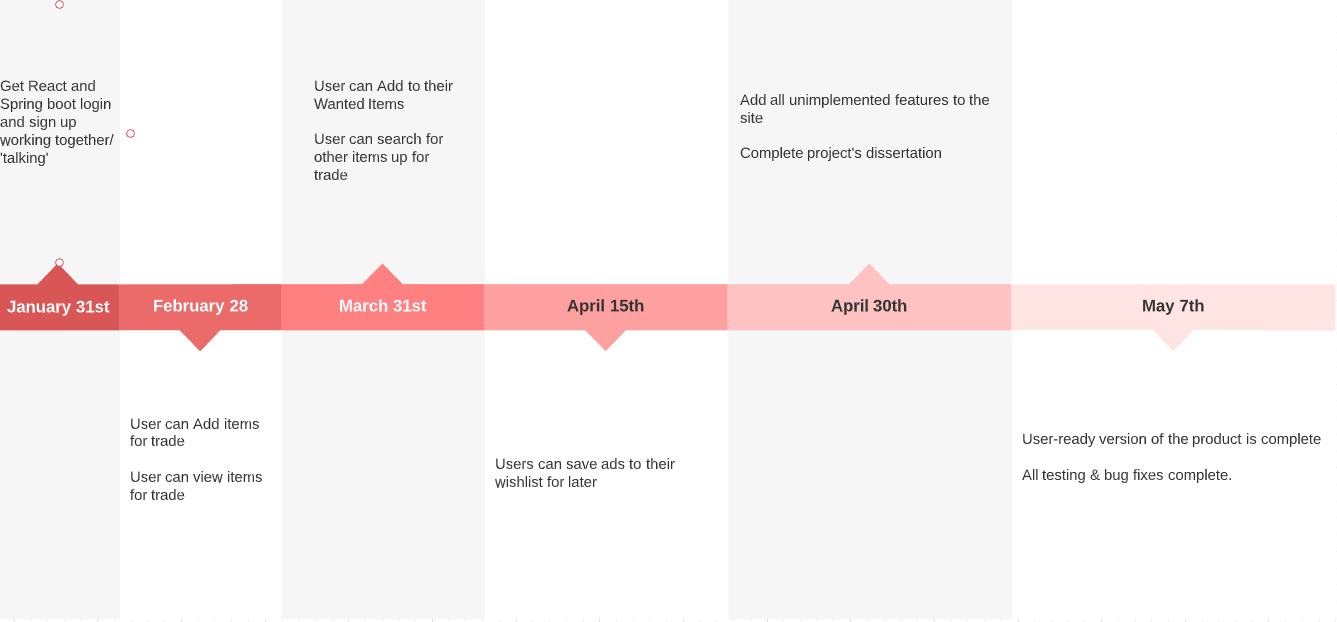 Get React and
Spring boot login
and sign up
working together/
'talking'
User can Add to their
Wanted Items
User can search for
other items up for
trade
Add all unimplemented features to the
site
Complete project's dissertation
January 31st
February 28
March 31st
April 15th
April 30th
May 7th
User can Add items
for trade
User can view items
for trade
Users can save ads to their
wishlist for later
User-ready version of the product is complete
All testing & bug fixes complete.